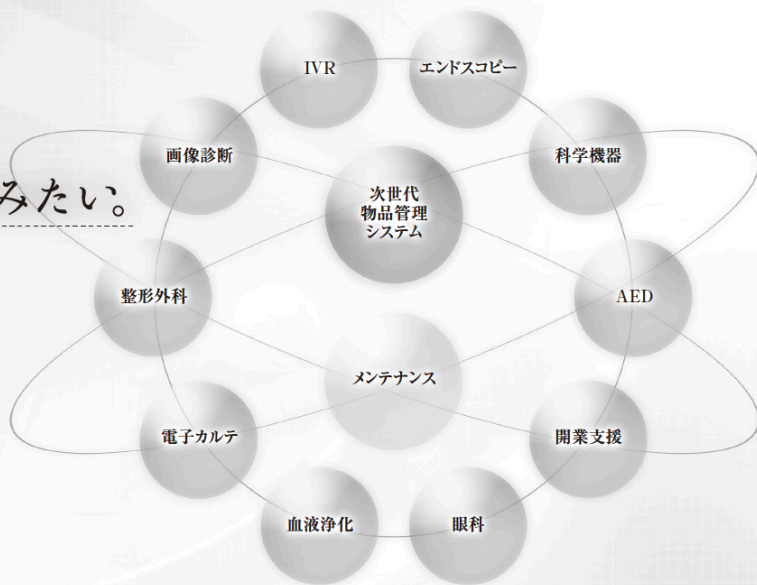 IVR
エンドスコピー
画像診断
科学機器
みたい。
次世代
物品管理
システム
整形外科
AED
メンテナンス
電子カルテ
開業支援
血液浄化
眼科